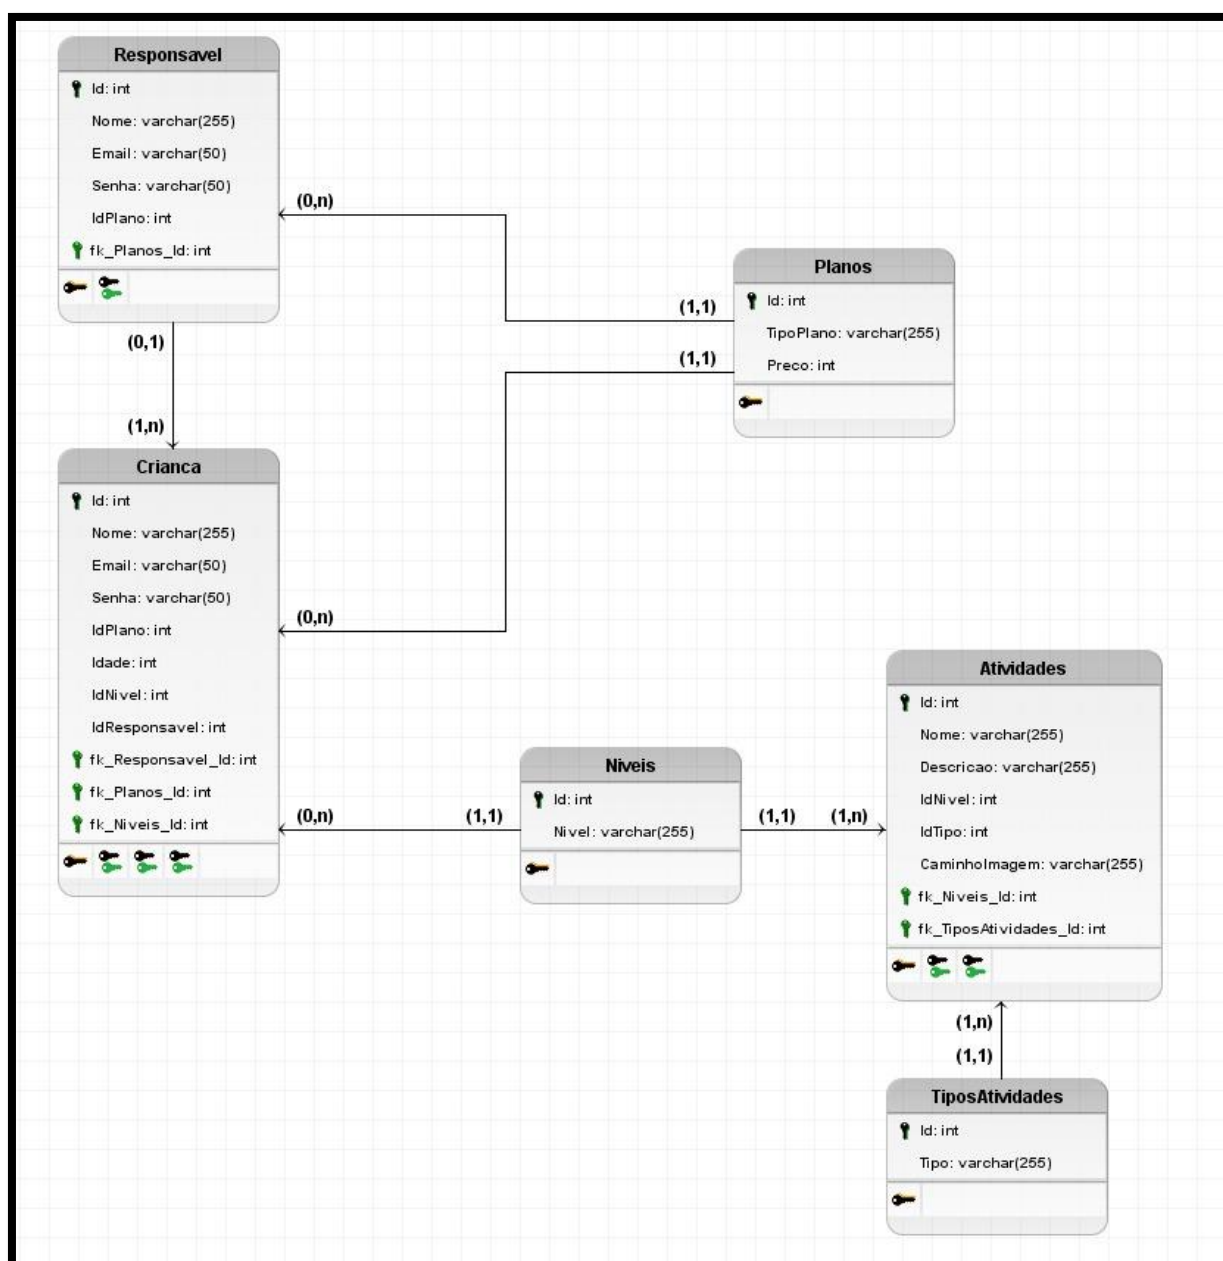 Responsavel
Id: int
Nome: varchar(255)
Email: varchar(50)
Senha: varchar(50)
IdPlano: int
fk_Planos_Id: int
(0,n)
(1,1)
Planos
Id: int
TipoPlano: varchar(255)
Preco: int
(1,1)
(0,1)
(1,n)
Crianca
Id: int
Nome: varchar(255)
Email: varchar(50)
Senha: varchar(50)
IdPlano: int
Idade: int
IdNivel: int
IdResponsavel: int
fk_Responsavel_Id: int
fk_Planos_Id: int
fk_Niveis_Id: int
(0,n)
(0,n)
(1,1)
Niveis
Id: int
Nivel: varchar(255)
(1,1)
(1,n)
Atividades
Id: int
Nome: varchar(255)
Descricao: varchar(255)
IdNivel: int
IdTipo: int
CaminhoImagem: varchar(255)
fk_Niveis_Id: int
fk_TiposAtividades_Id: int
(1,n)
(1,1)
TiposAtividades
Id: int
Tipo: varchar(255)